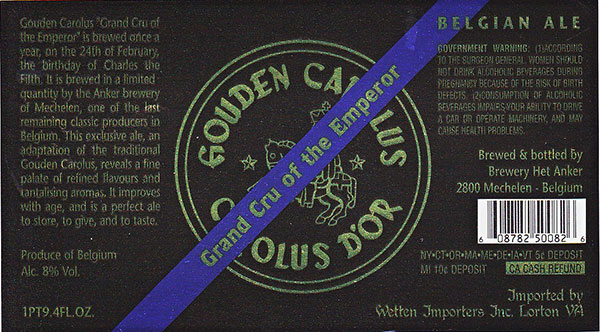 Gouden Carolus "Grand Cru of
the Emperor" is brewed once a
year, on the 24th of February,
the birthday of Charles the
Fifth. It is brewed in a limited
quantity by the Anker brewery
of Mechelen, one of the last
remaining classic producers in
Belgium. This exclusive ale, an
adaptation of the traditional
Gouden Carolus, reveals a fine
palate of refined flavours and
tantalising aromas. It improves
with age, and is a perfect ale
to store, to give, and to taste.
Produce of Belgium
Alc. 8% Vol.
1PT9.4FL.OZ.
GOUDEN CAROLUS
OLUS D'OR
Grand Cru of the Emperor
BELGIAN ALE
GOVERNMENT WARNING: (1)ACCORDING
TO THE SURGEON GENERAL, WOMEN SHOULD
NOT DRINK ALCOHOLIC BEVERAGES DURING
PREGNANCY BECAUSE OF THE RISK OF BIRTH
DEFECTS. (2)CONSUMPTION OF ALCOHOLIC
BEVERAGES IMPAIRS YOUR ABILITY TO DRIVE
A CAR OR OPERATE MACHINERY, AND MAY
CAUSE HEALTH PROBLEMS.
Brewed & bottled by
Brewery Het Anker
2800 Mechelen - Belgium
6 08782 50082 6
NY•CT•OR•MA•ME•DE•IA•VT 5¢ DEPOSIT
MI 10¢ DEPOSIT CA CASH REFUND
Imported by
Wetten Importers Inc. Lorton VA